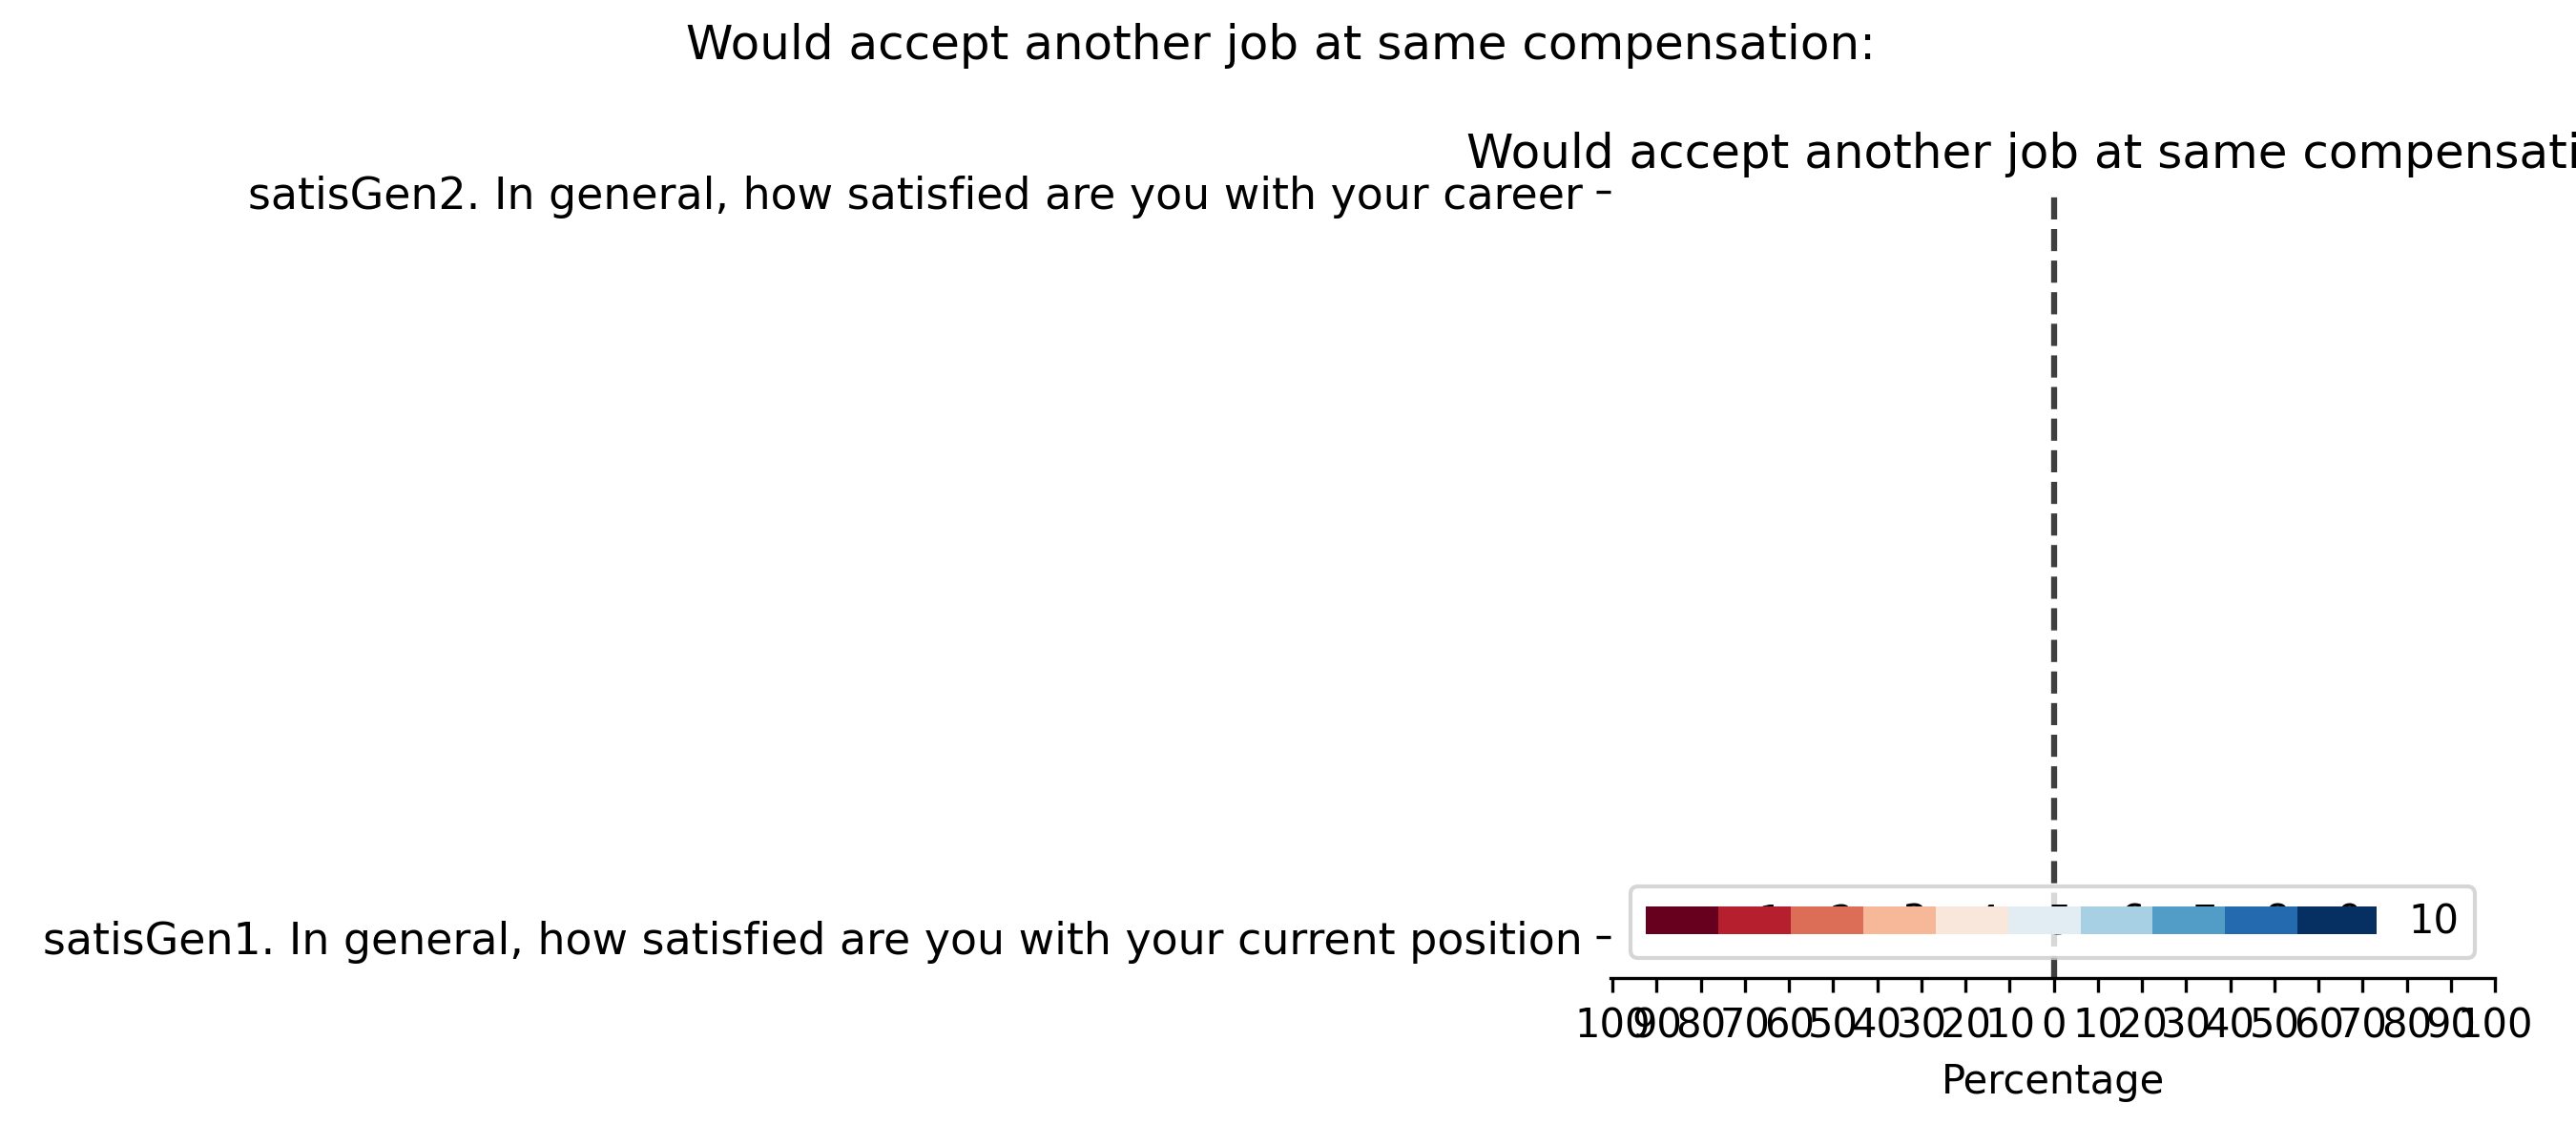 Would accept another job at same compensation:
Would accept another job at same
satisGen2. In general, how satisfied are you with your career
satisGen1. In general, how satisfied are you with your current position
10
100 90 80 70 60 50 40 30 20 10 0 10 20 30 40 50 60 70 80 90 100
Percentage